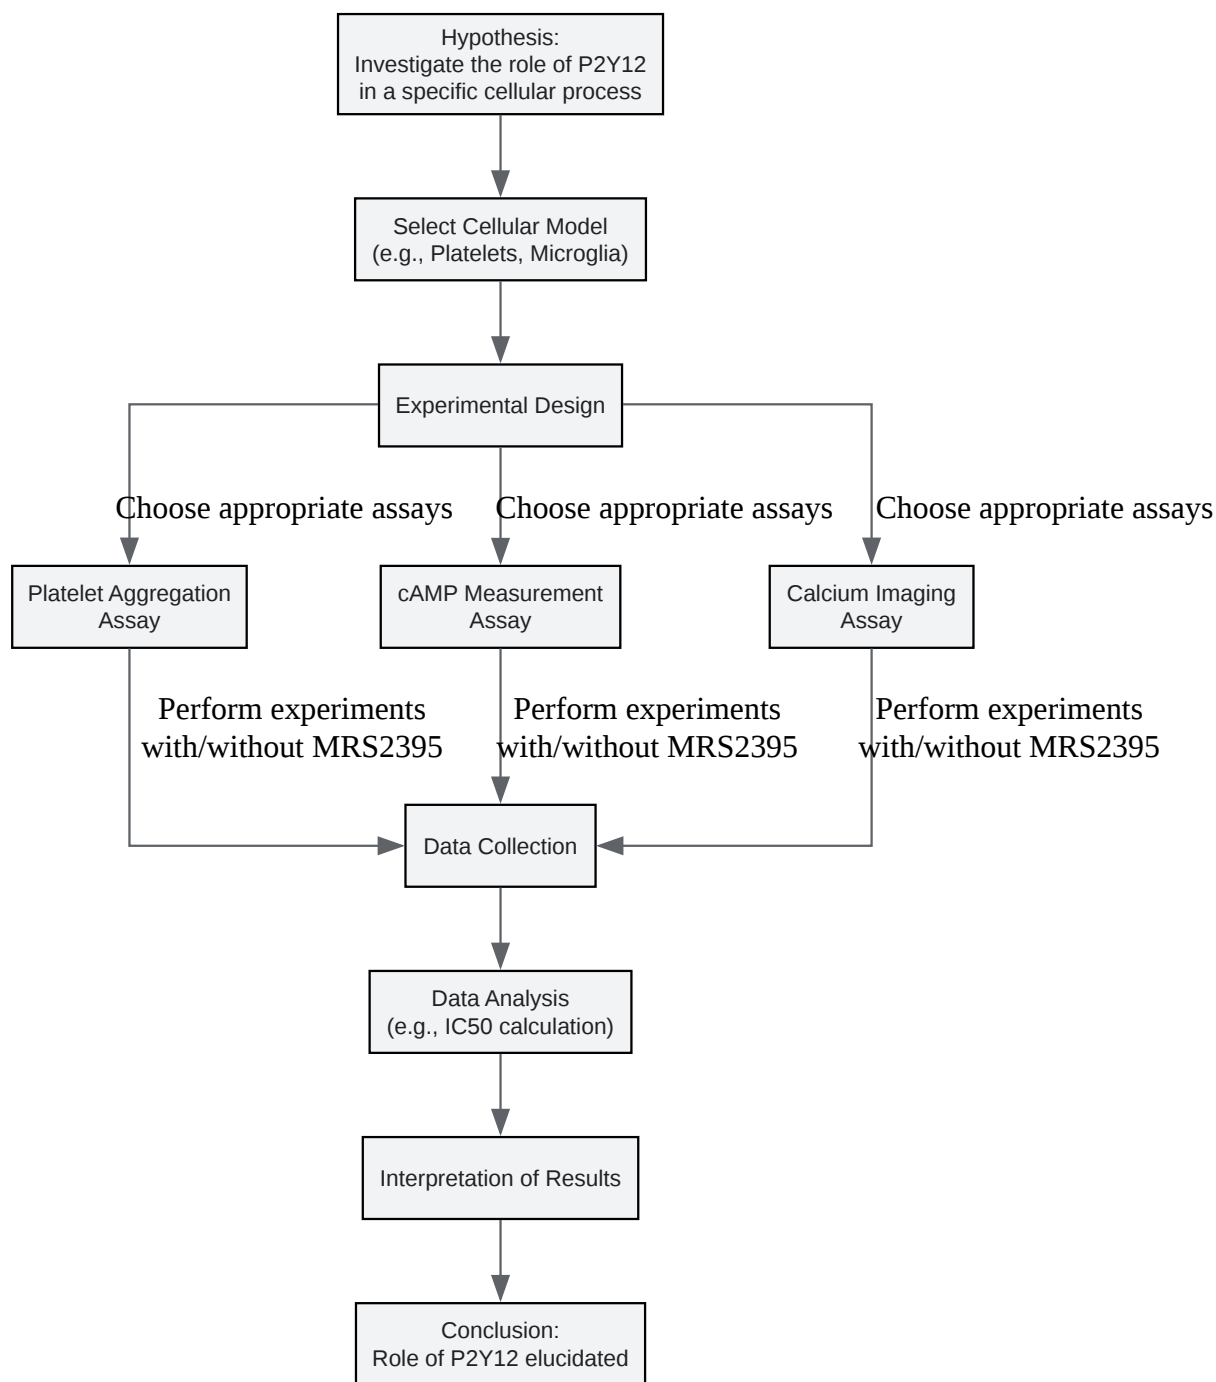 Hypothesis:
Investigate the role of P2Y12
in a specific cellular process
Select Cellular Model
(e.g., Platelets, Microglia)
Experimental Design
Choose appropriate assays
Choose appropriate assays
Choose appropriate assays
Platelet Aggregation
Assay
cAMP Measurement
Assay
Calcium Imaging
Assay
Perform experiments
with/without MRS2395
Perform experiments
with/without MRS2395
Perform experiments
with/without MRS2395
Data Collection
Data Analysis
(e.g., IC50 calculation)
Interpretation of Results
Conclusion:
Role of P2Y12 elucidated